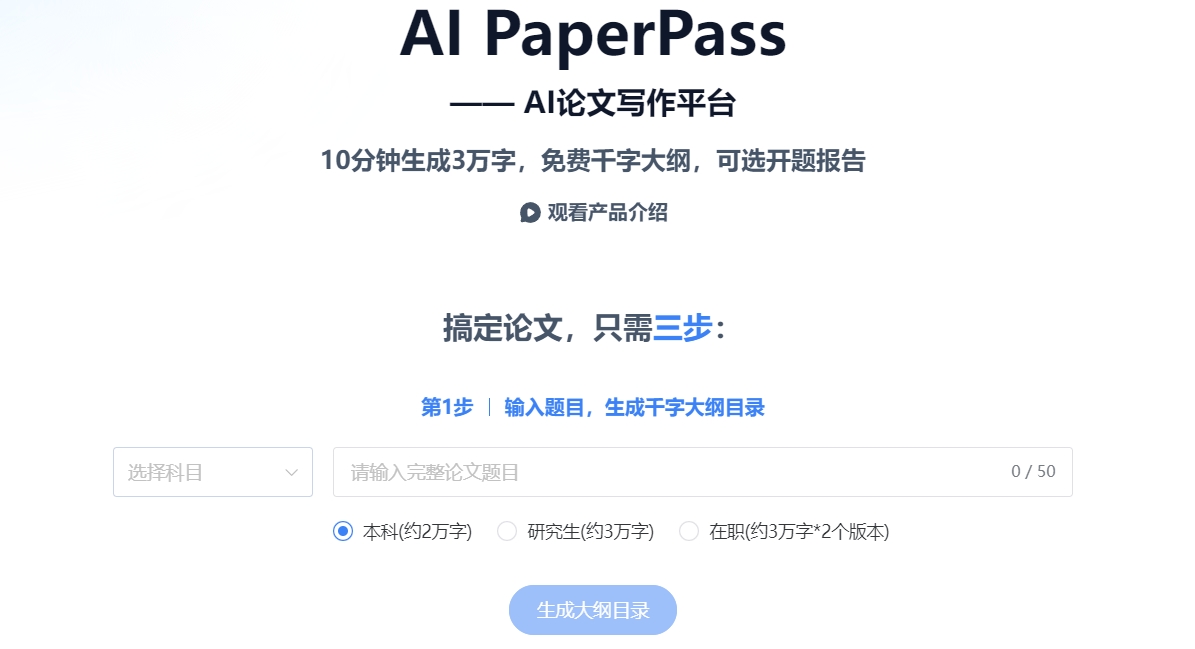 AI PaperPass
—— AI论文写作平台
10分钟生成3万字，免费千字大纲，可选开题报告
观看产品介绍
搞定论文，只需三步：
第1步 | 输入题目，生成千字大纲目录
选择科目 请输入完整论文题目 0 / 50
本科(约2万字) 研究生(约3万字) 在职(约3万字*2个版本)
生成大纲目录